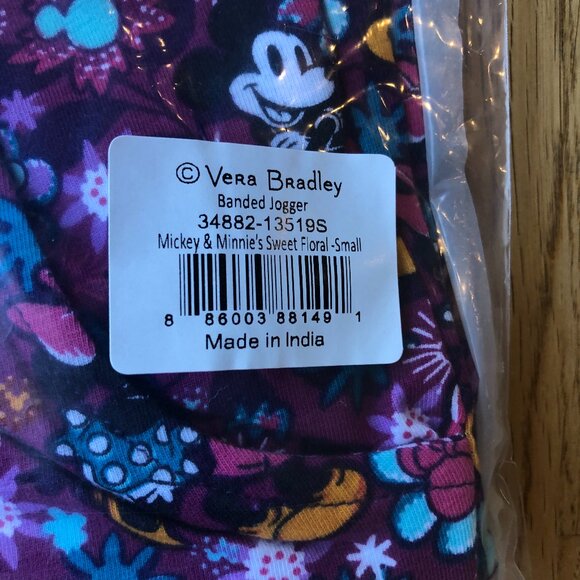 © VERA BRADLEY
Banded Jogger
34882-13519S
Mickey & Minnie's Sweet Floral -Small
8 86003 88149 1
Made in India